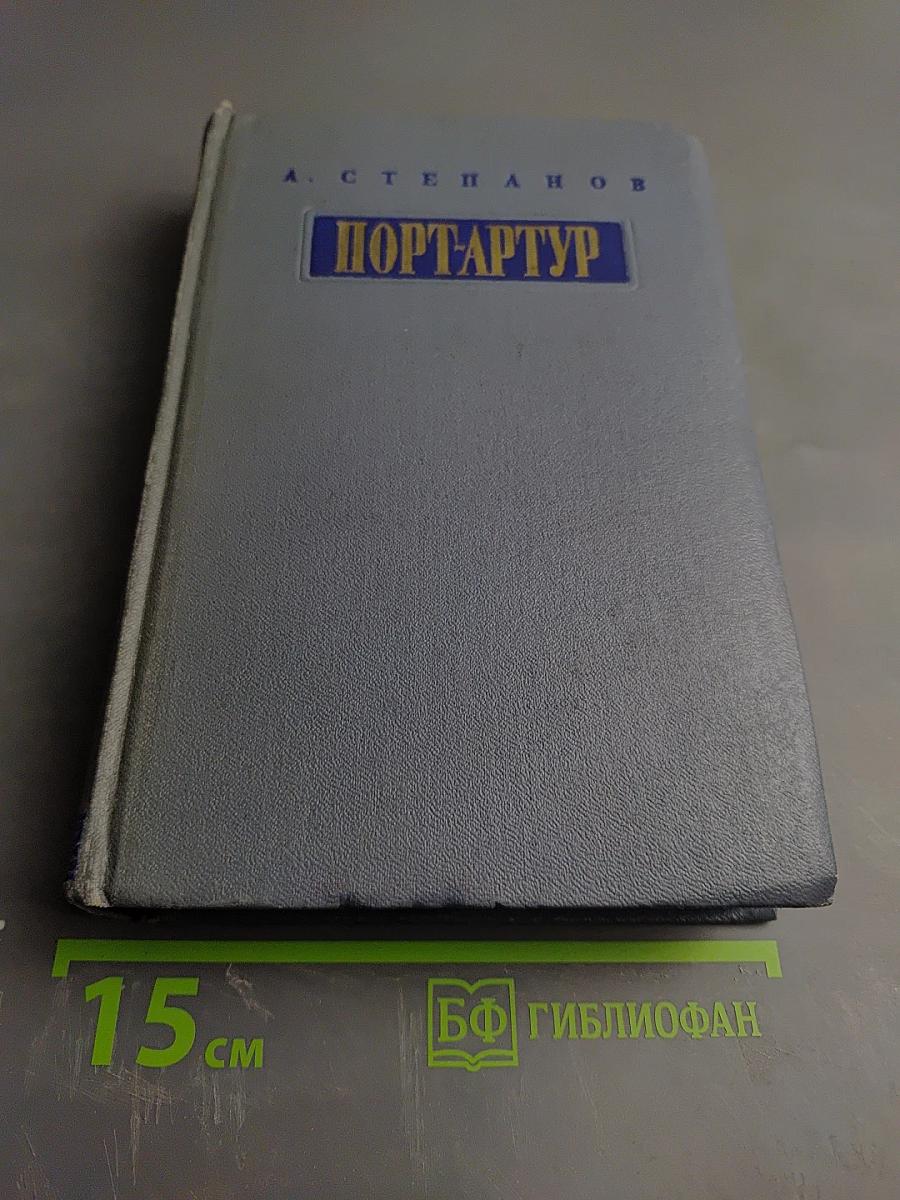 А. СТЕПАНОВ
ПОРТ-АРТУР
15 см
БФ ГИБЛИОФАН